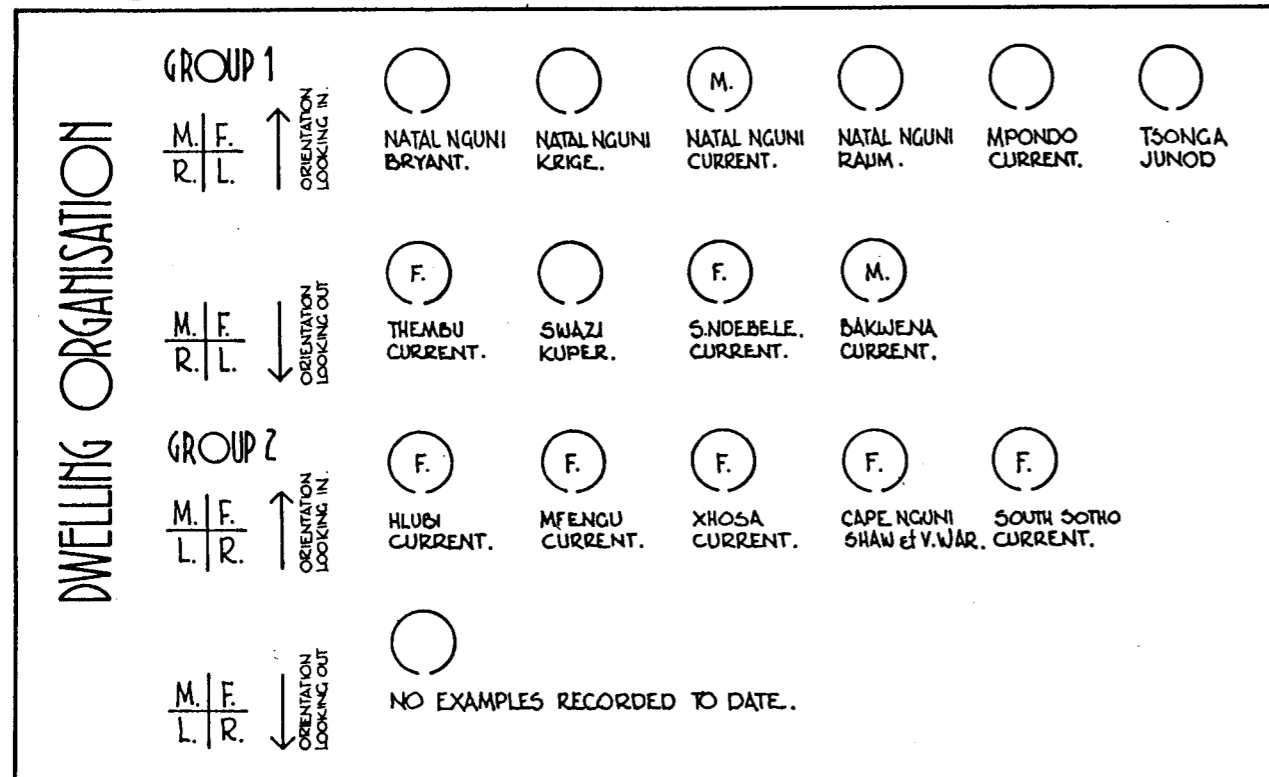 DWELLING ORGANISATION
GROUP 1
M. F.
R. L.
ORIENTATION
LOOKING IN.
M.
NATAL NGUNI
BRYANT.
NATAL NGUNI
KRIGE.
NATAL NGUNI
CURRENT.
NATAL NGUNI
RAUM.
MPONDO
CURRENT.
TSONGA
JUNOD
M. F.
R. L.
ORIENTATION
LOOKING OUT
F.
THEMBU
CURRENT.
SWAZI
KUPER.
F.
S.NDEBELE.
CURRENT.
M.
BAKWENA
CURRENT.
GROUP 2
M. F.
L. R.
ORIENTATION
LOOKING IN.
F.
HLUBI
CURRENT.
F.
MFENGU
CURRENT.
F.
XHOSA
CURRENT.
F.
CAPE NGUNI
SHAW et V.WAR.
F.
SOUTH SOTHO
CURRENT.
M. F.
L. R.
ORIENTATION
LOOKING OUT
NO EXAMPLES RECORDED TO DATE.